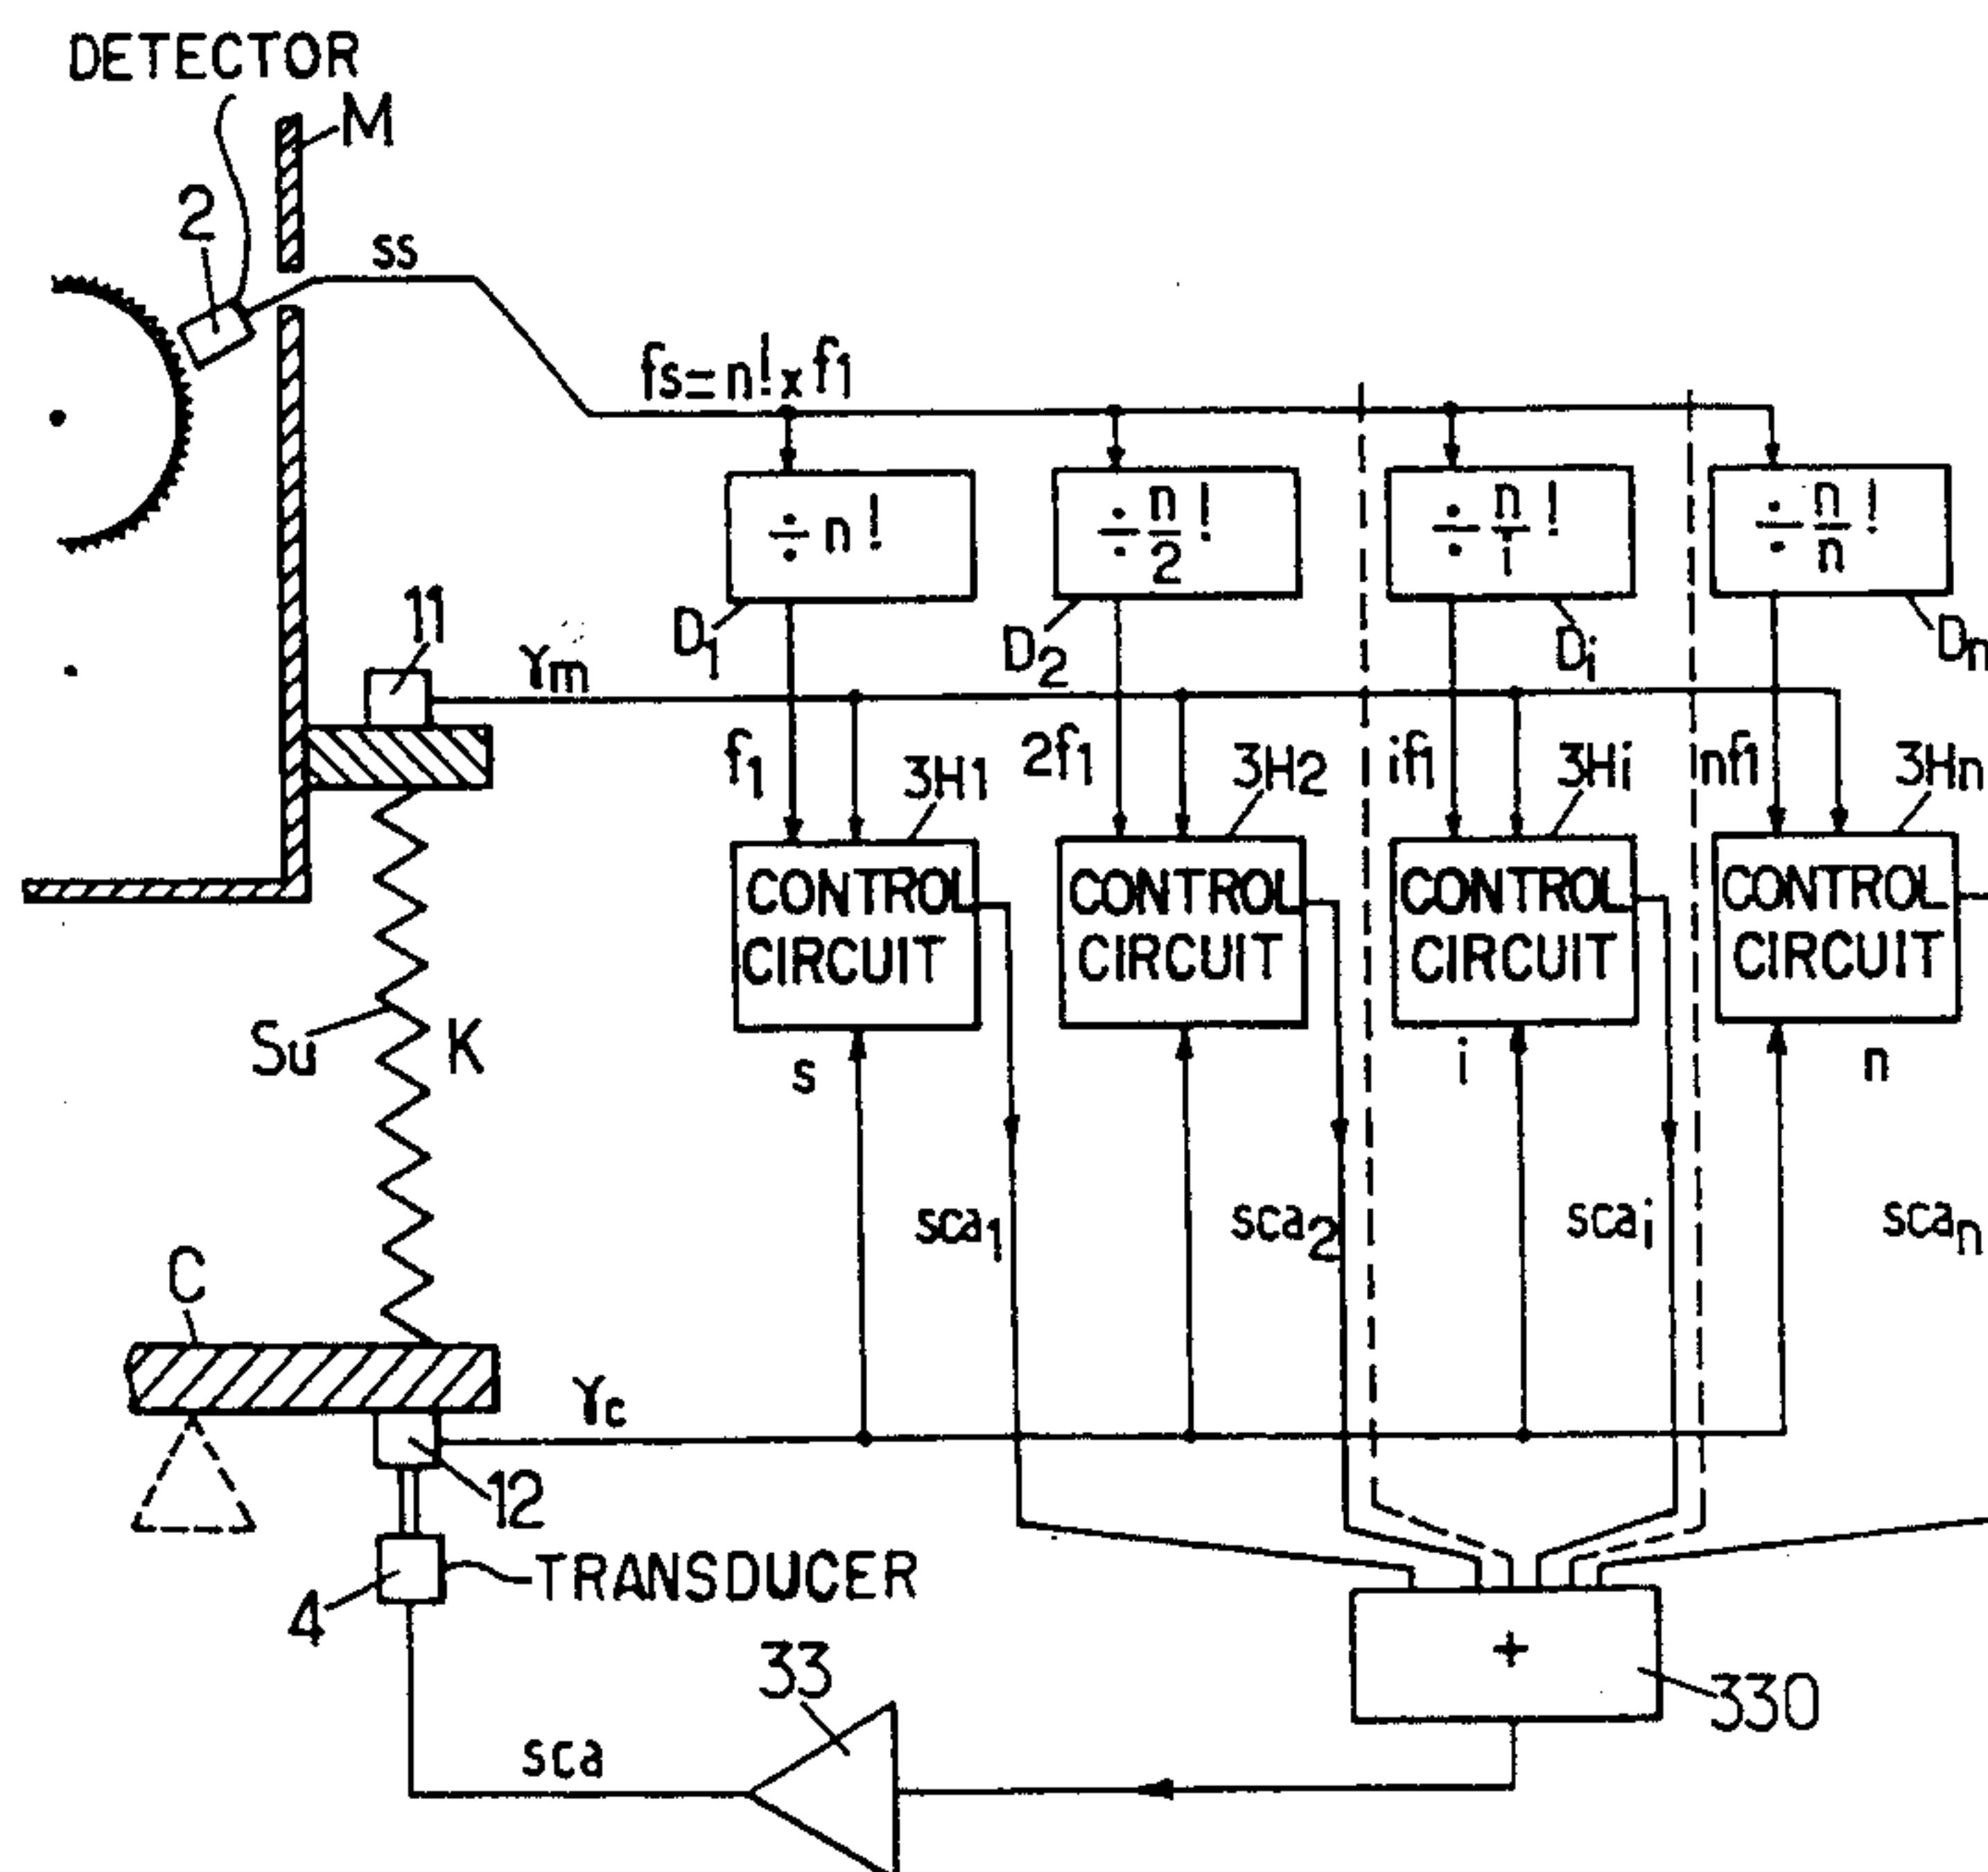 DETECTOR
M
2
ss
fs=n!xf1
÷n!
÷n/2!
÷n/i!
÷n/n!
11
D1
D2
Di
Dn
γm
f1
3H1
2f1
3H2
if1
3Hi
nf1
3Hn
CONTROL CIRCUIT
CONTROL CIRCUIT
CONTROL CIRCUIT
CONTROL CIRCUIT
Su
K
s
i
n
sca1
sca2
scai
scan
C
γc
12
TRANSDUCER
4
33
+
330
sca